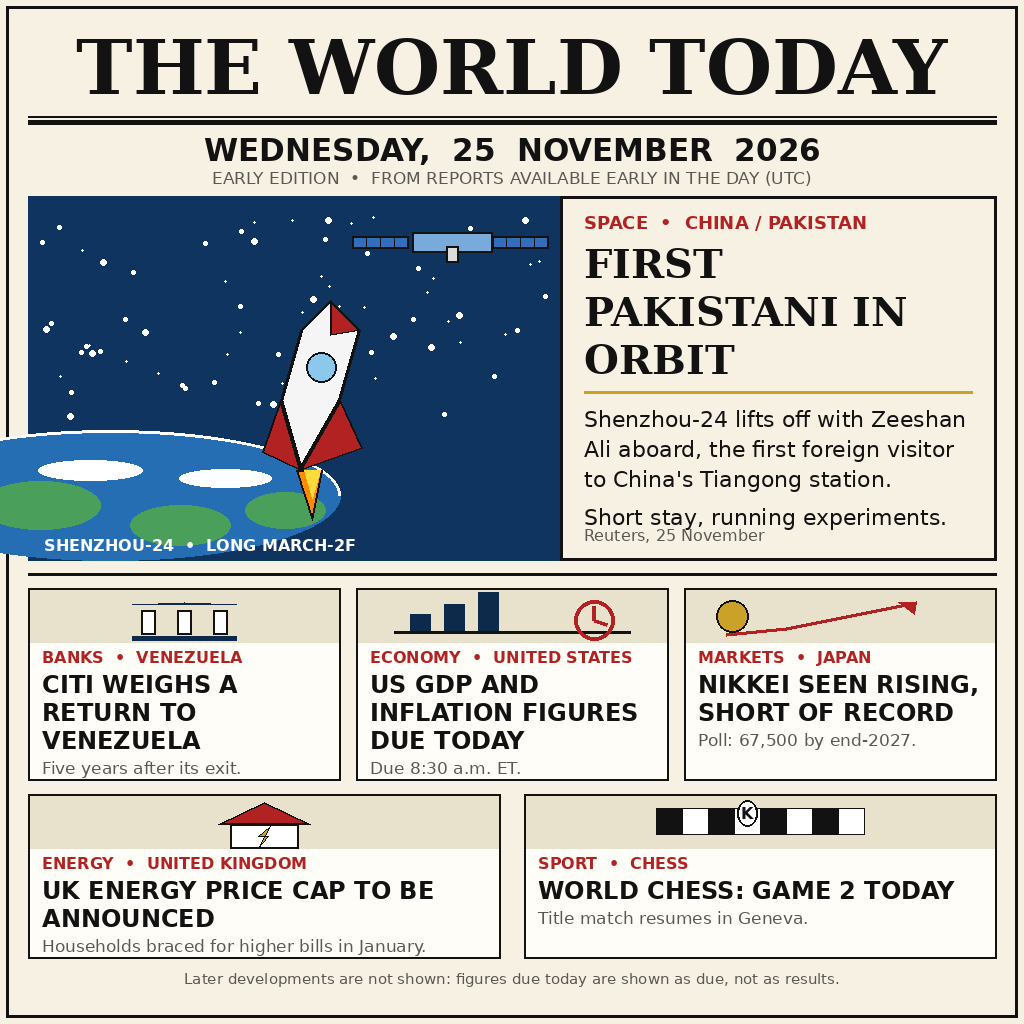 THE WORLD TODAY
WEDNESDAY, 25 NOVEMBER 2026
EARLY EDITION • FROM REPORTS AVAILABLE EARLY IN THE DAY (UTC)
SHENZHOU-24 • LONG MARCH-2F
SPACE • CHINA / PAKISTAN
FIRST
PAKISTANI IN
ORBIT
Shenzhou-24 lifts off with Zeeshan
Ali aboard, the first foreign visitor
to China's Tiangong station.
Short stay, running experiments.
Reuters, 25 November
BANKS • VENEZUELA
CITI WEIGHS A
RETURN TO
VENEZUELA
Five years after its exit.
ECONOMY • UNITED STATES
US GDP AND
INFLATION FIGURES
DUE TODAY
Due 8:30 a.m. ET.
MARKETS • JAPAN
NIKKEI SEEN RISING,
SHORT OF RECORD
Poll: 67,500 by end-2027.
ENERGY • UNITED KINGDOM
UK ENERGY PRICE CAP TO BE
ANNOUNCED
Households braced for higher bills in January.
K
SPORT • CHESS
WORLD CHESS: GAME 2 TODAY
Title match resumes in Geneva.
Later developments are not shown: figures due today are shown as due, not as results.